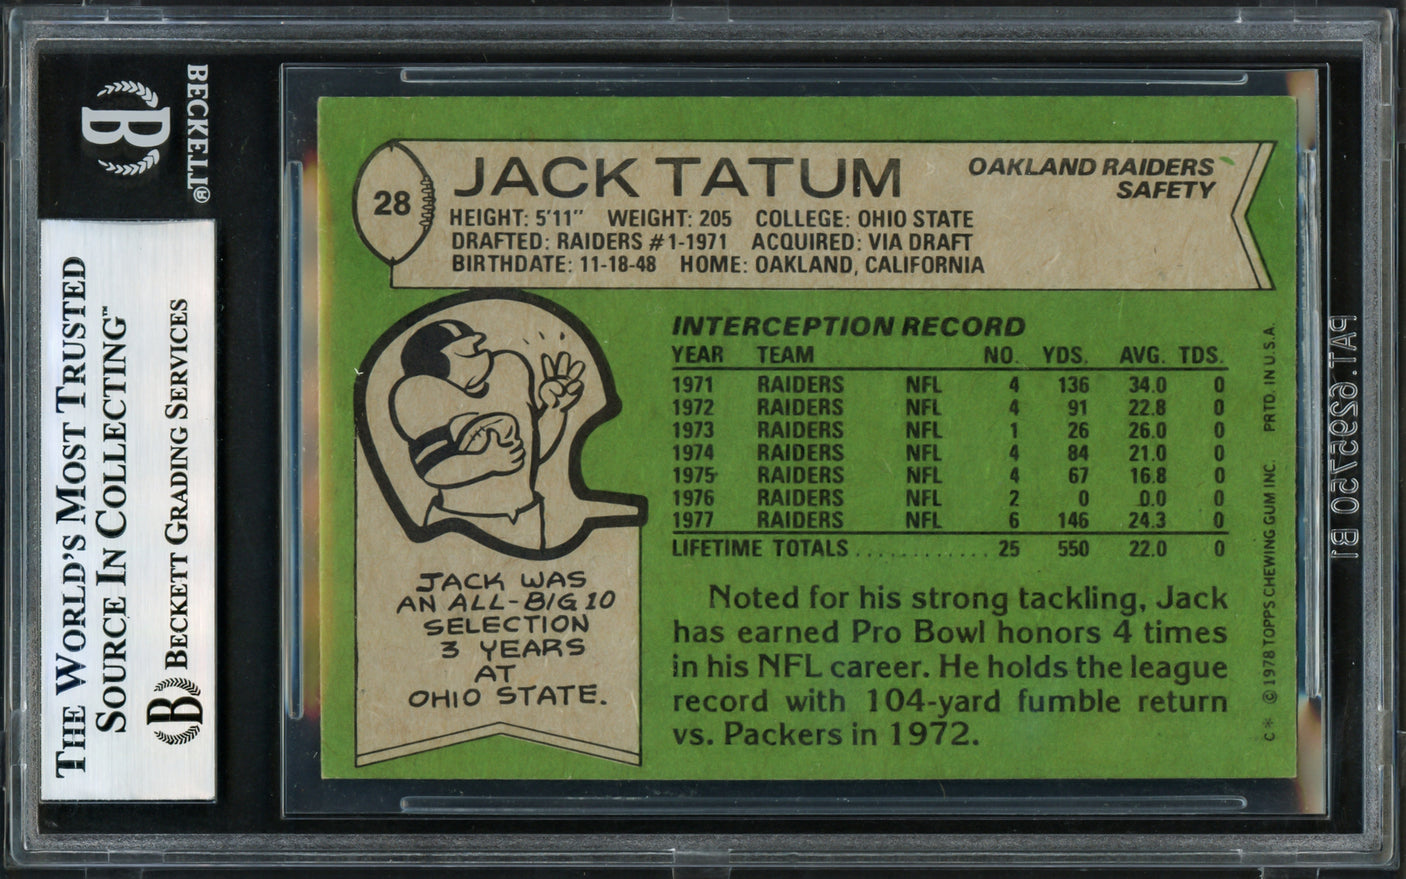 BECKETT®
THE WORLD'S MOST TRUSTED
SOURCE IN COLLECTING™
BECKETT GRADING SERVICES
28
JACK TATUM
OAKLAND RAIDERS
SAFETY
HEIGHT: 5'11" WEIGHT: 205 COLLEGE: OHIO STATE
DRAFTED: RAIDERS #1-1971 ACQUIRED: VIA DRAFT
BIRTHDATE: 11-18-48 HOME: OAKLAND, CALIFORNIA
JACK WAS
AN ALL-BIG 10
SELECTION
3 YEARS
AT
OHIO STATE.
INTERCEPTION RECORD
YEAR TEAM NO. YDS. AVG. TDS.
1971 RAIDERS NFL 4 136 34.0 0
1972 RAIDERS NFL 4 91 22.8 0
1973 RAIDERS NFL 1 26 26.0 0
1974 RAIDERS NFL 4 84 21.0 0
1975 RAIDERS NFL 4 67 16.8 0
1976 RAIDERS NFL 2 0 0.0 0
1977 RAIDERS NFL 6 146 24.3 0
LIFETIME TOTALS ............ 25 550 22.0 0
Noted for his strong tackling, Jack
has earned Pro Bowl honors 4 times
in his NFL career. He holds the league
record with 104-yard fumble return
vs. Packers in 1972.
C* © 1978 TOPPS CHEWING GUM INC. PRTD. IN U.S.A.
PAT. 6295750 B1